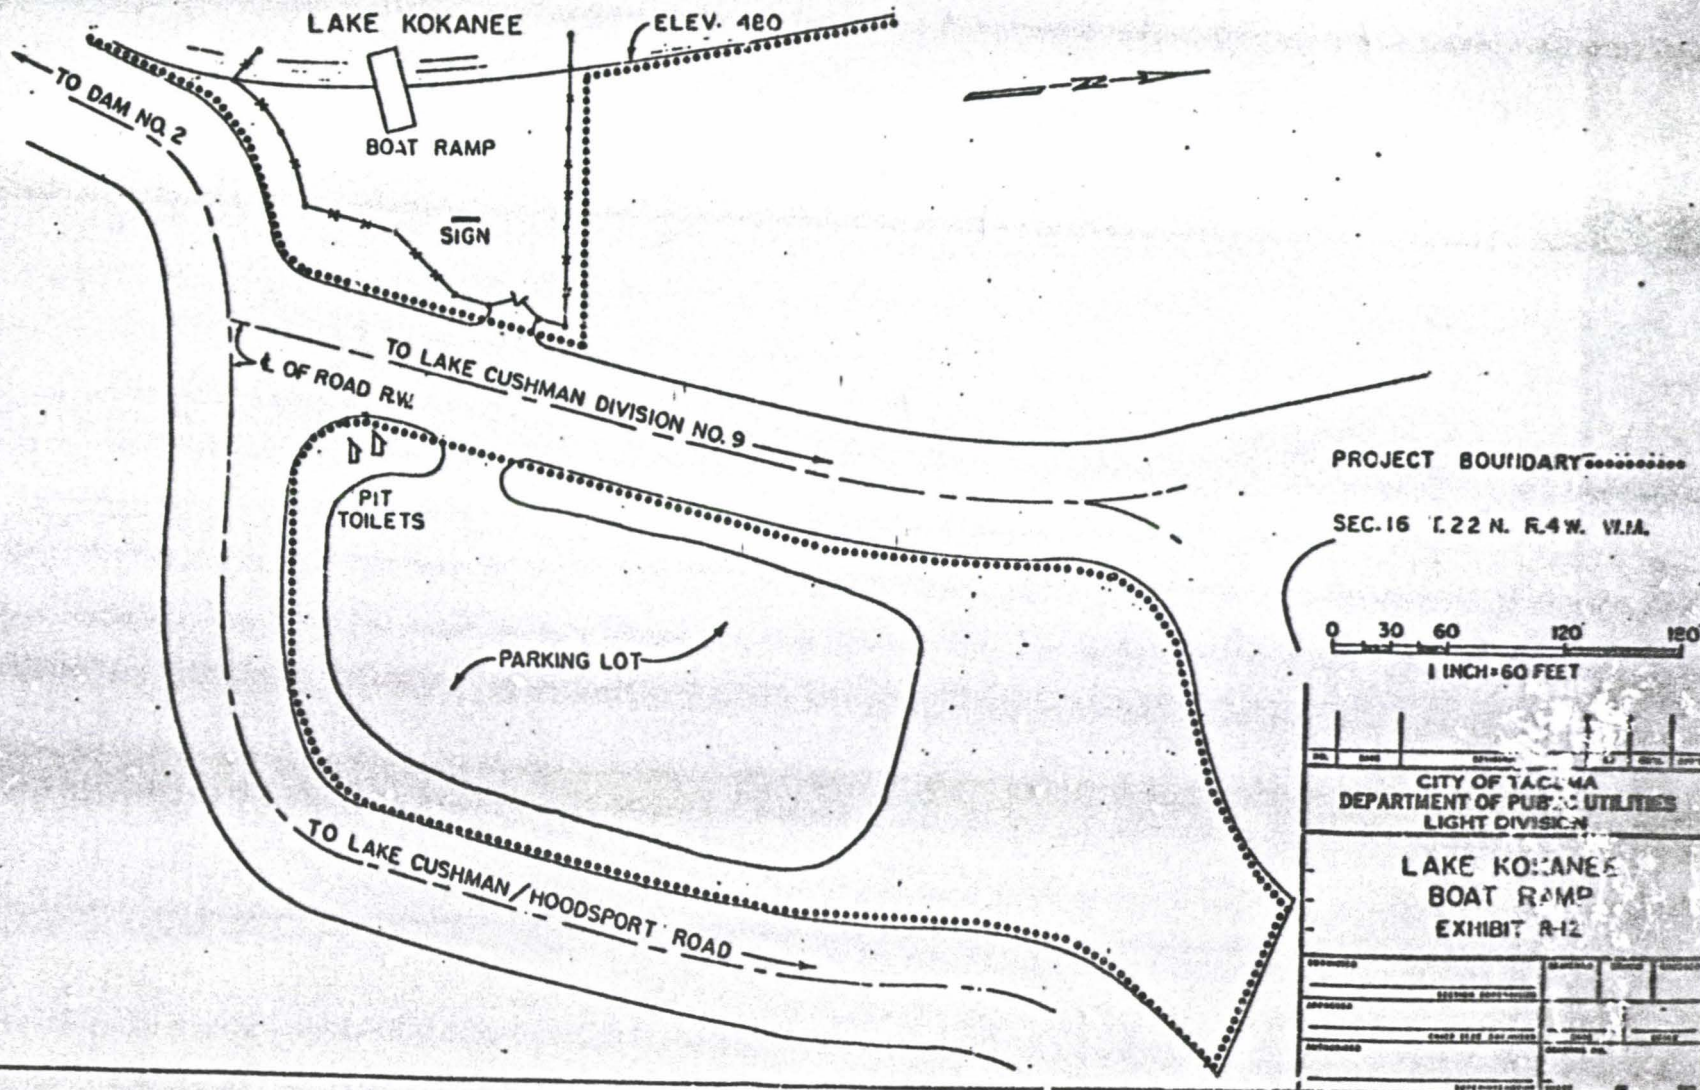 LAKE KOKANEE
ELEV. 480
TO DAM NO. 2
N
BOAT RAMP
SIGN
TO LAKE CUSHMAN DIVISION NO. 9
℄ OF ROAD R.W.
PIT
TOILETS
PARKING LOT
TO LAKE CUSHMAN/HOODSPORT ROAD
PROJECT BOUNDARY
SEC. 16 T. 22 N. R. 4 W. W.M.
0 30 60 120 180
1 INCH = 60 FEET
CITY OF TACOMA
DEPARTMENT OF PUBLIC UTILITIES
LIGHT DIVISION
LAKE KOKANEE
BOAT RAMP
EXHIBIT R-12